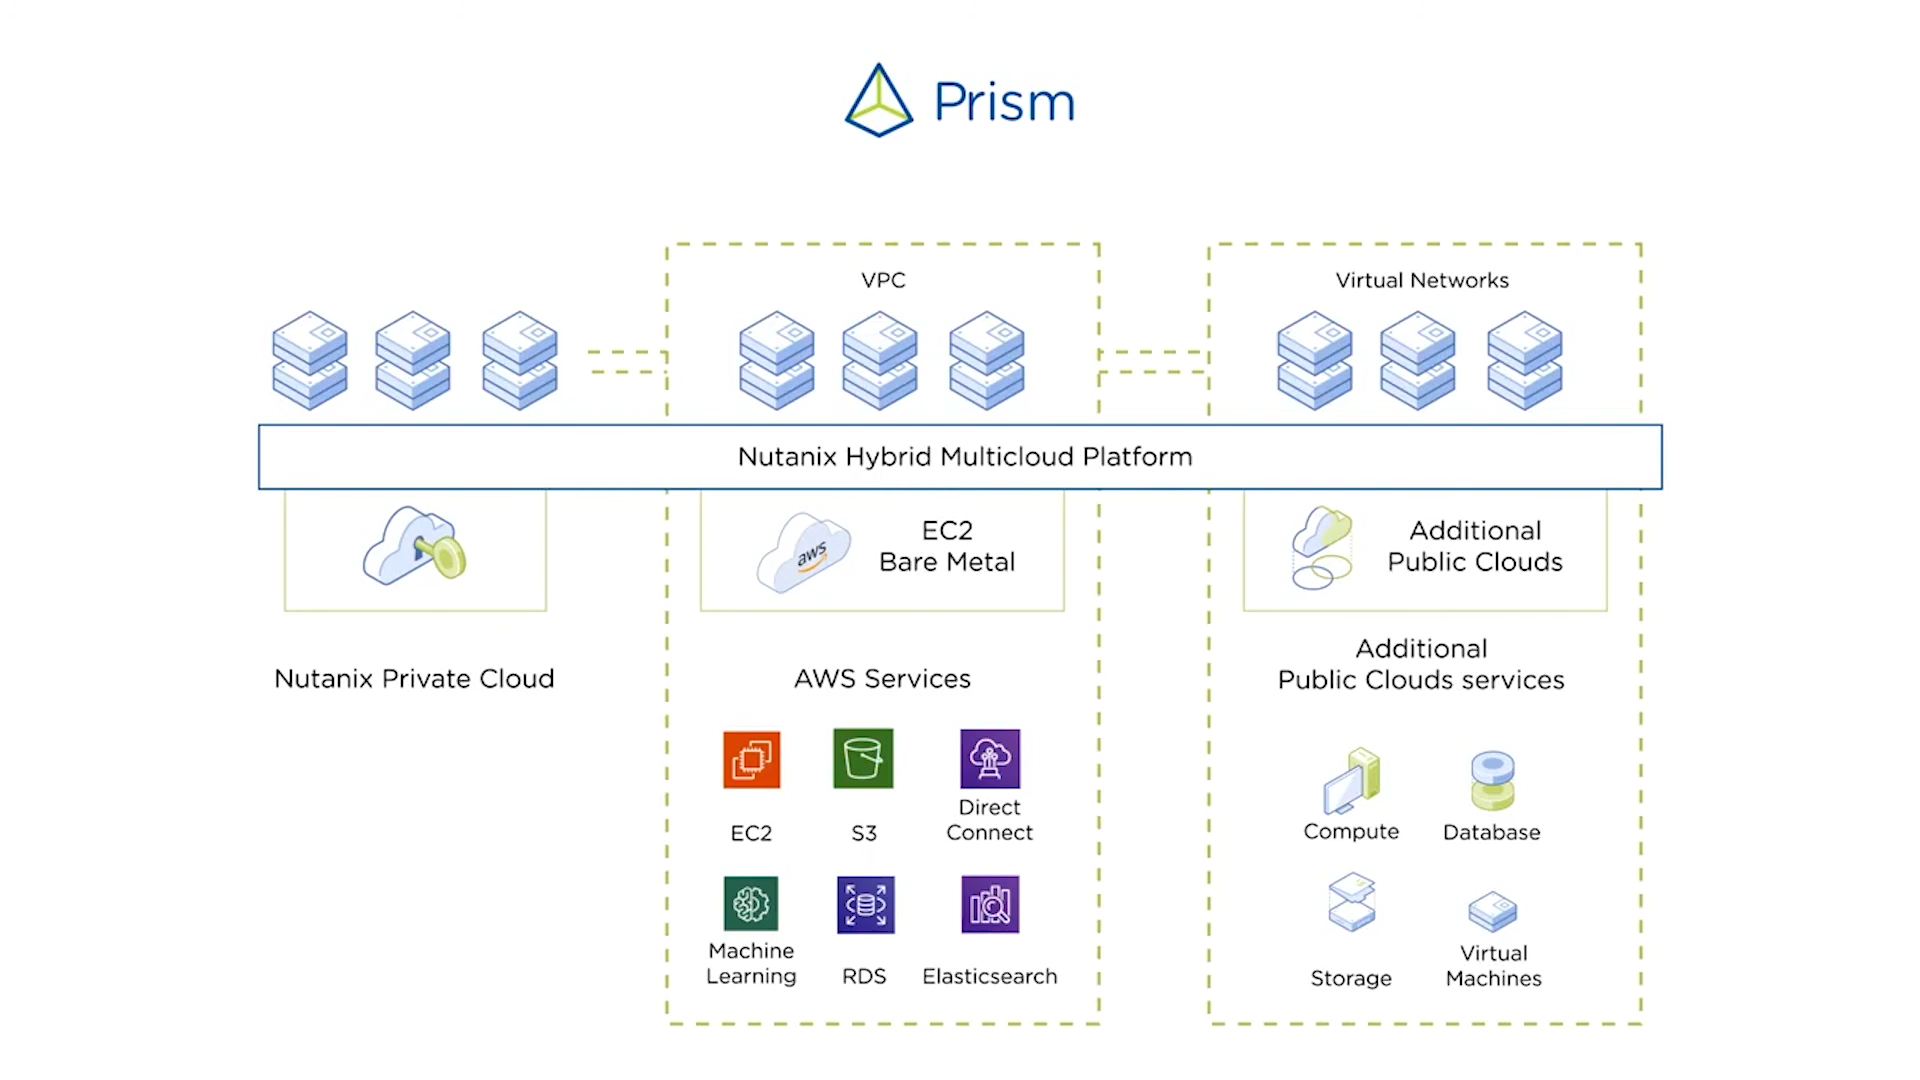 Prism
VPC
Virtual Networks
Nutanix Hybrid Multicloud Platform
aws
EC2
Bare Metal
Additional
Public Clouds
Nutanix Private Cloud
AWS Services
Additional
Public Clouds services
EC2
S3
Direct
Connect
Compute
Database
Machine
Learning
RDS
Elasticsearch
Storage
Virtual
Machines